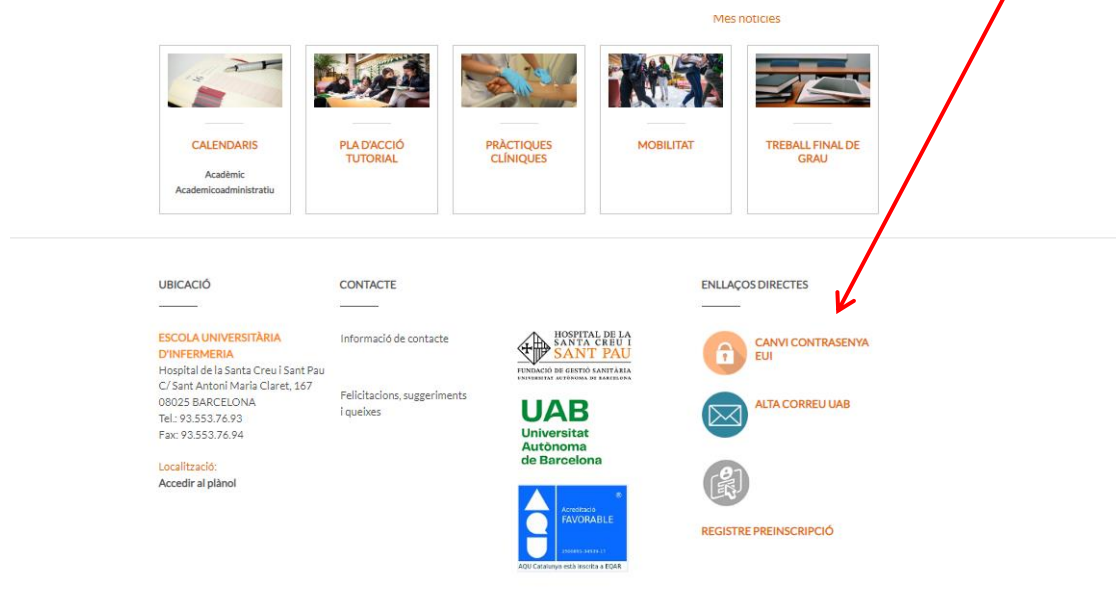 Mes notícies
CALENDARIS
Acadèmic
Academicoadministratiu
PLA D'ACCIÓ
TUTORIAL
PRÀCTIQUES
CLÍNIQUES
MOBILITAT
TREBALL FINAL DE
GRAU
UBICACIÓ
ESCOLA UNIVERSITÀRIA
D'INFERMERIA
Hospital de la Santa Creu i Sant Pau
C/ Sant Antoni Maria Claret, 167
08025 BARCELONA
Tel.: 93.553.76.93
Fax: 93.553.76.94
Localització:
Accedir al plànol
CONTACTE
Informació de contacte
Felicitacions, suggeriments
i queixes
HOSPITAL DE LA
SANTA CREU I
SANT PAU
FUNDACIÓ DE GESTIÓ SANITÀRIA
UNIVERSITAT AUTÒNOMA DE BARCELONA
UAB
Universitat
Autònoma
de Barcelona
AQU
®
Acreditació
FAVORABLE
AQU Catalunya està inscrita a EQAR
ENLLAÇOS DIRECTES
CANVI CONTRASENYA
EUI
ALTA CORREU UAB
REGISTRE PREINSCRIPCIÓ